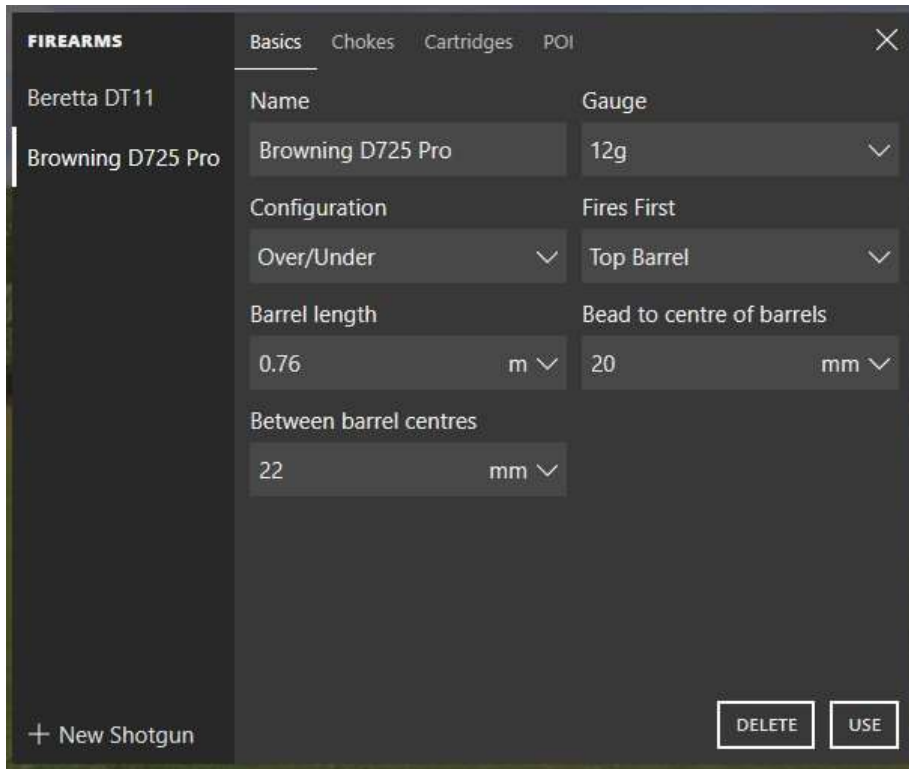 FIREARMS
Beretta DT11
Browning D725 Pro
+ New Shotgun
Basics Chokes Cartridges POI
Name Gauge
Browning D725 Pro 12g
Configuration Fires First
Over/Under Top Barrel
Barrel length Bead to centre of barrels
0.76 m 20 mm
Between barrel centres
22 mm
DELETE USE